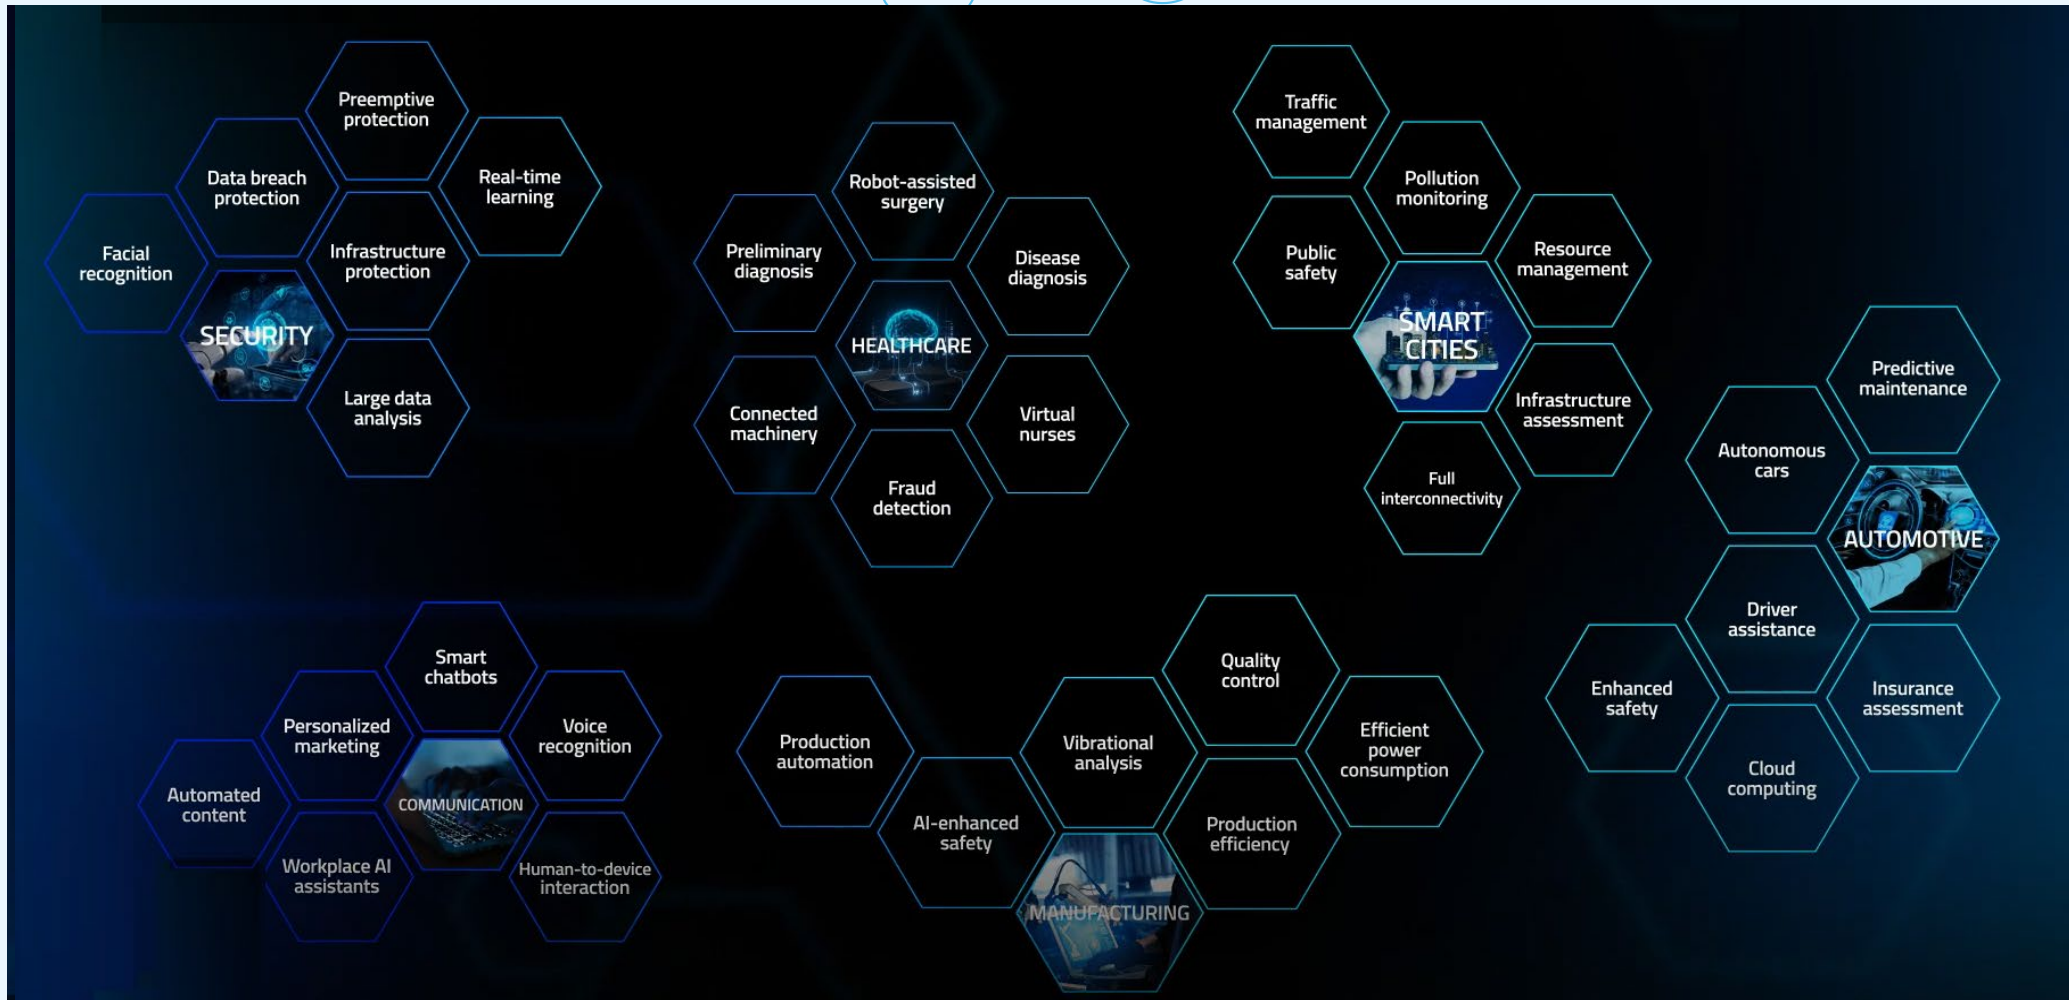 Preemptive
protection
Data breach
protection
Real-time
learning
Facial
recognition
Infrastructure
protection
SECURITY
Large data
analysis
Robot-assisted
surgery
Preliminary
diagnosis
Disease
diagnosis
HEALTHCARE
Connected
machinery
Virtual
nurses
Fraud
detection
Traffic
management
Pollution
monitoring
Public
safety
Resource
management
SMART
CITIES
Infrastructure
assessment
Full
interconnectivity
Predictive
maintenance
Autonomous
cars
AUTOMOTIVE
Driver
assistance
Enhanced
safety
Insurance
assessment
Cloud
computing
Smart
chatbots
Personalized
marketing
Voice
recognition
Automated
content
COMMUNICATION
Workplace AI
assistants
Human-to-device
interaction
Quality
control
Production
automation
Vibrational
analysis
Efficient
power
consumption
AI-enhanced
safety
Production
efficiency
MANUFACTURING